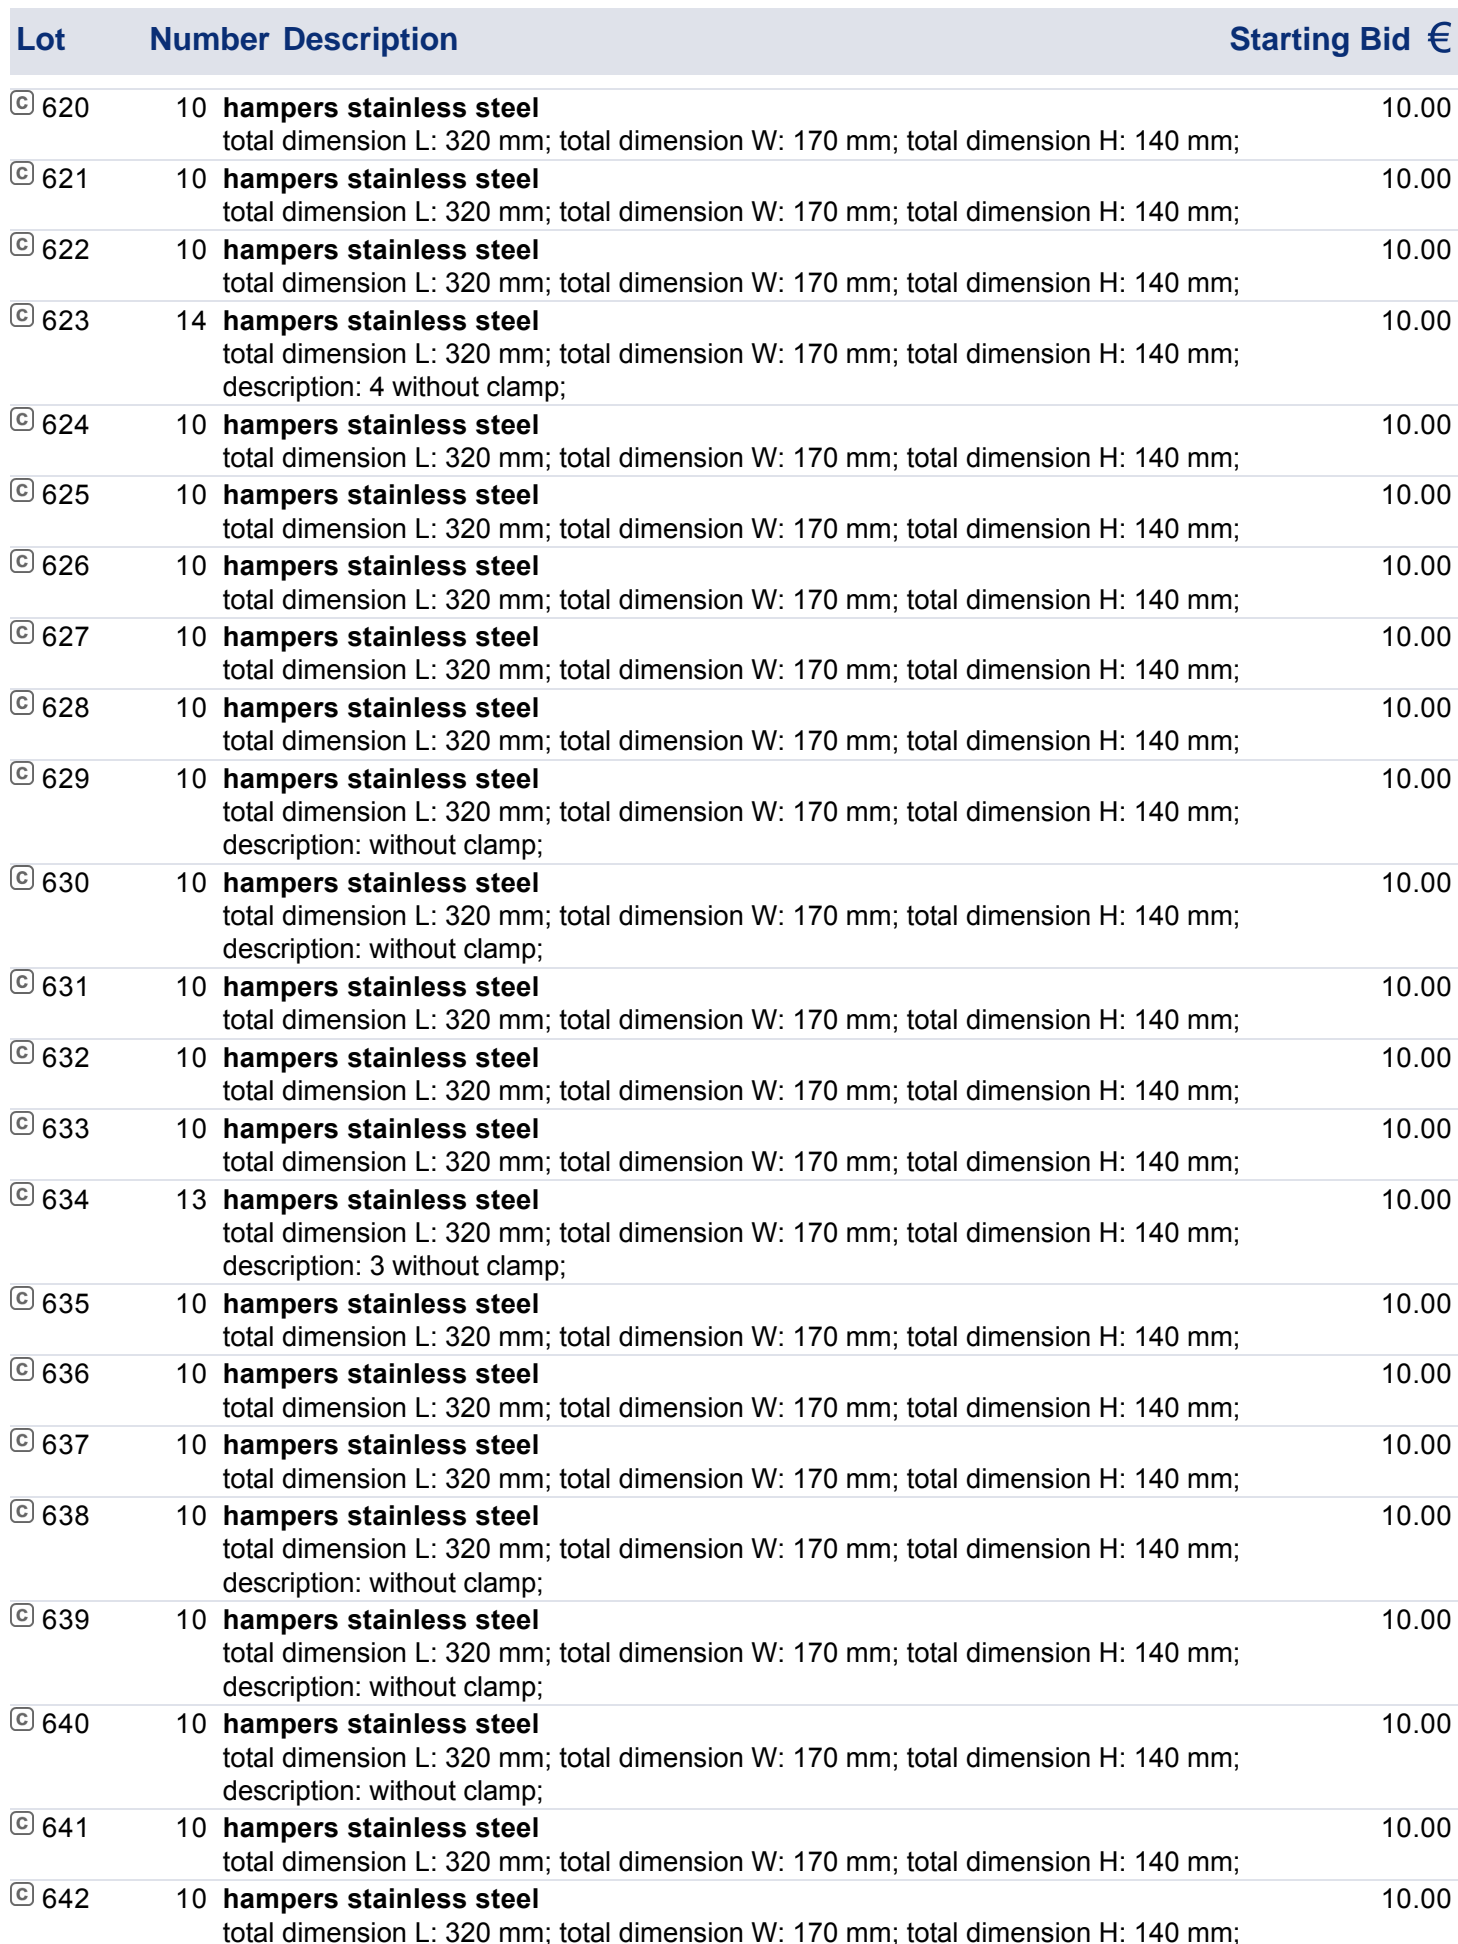 Lot Number Description Starting Bid €
C 620 10 hampers stainless steel 10.00
total dimension L: 320 mm; total dimension W: 170 mm; total dimension H: 140 mm;
C 621 10 hampers stainless steel 10.00
total dimension L: 320 mm; total dimension W: 170 mm; total dimension H: 140 mm;
C 622 10 hampers stainless steel 10.00
total dimension L: 320 mm; total dimension W: 170 mm; total dimension H: 140 mm;
C 623 14 hampers stainless steel 10.00
total dimension L: 320 mm; total dimension W: 170 mm; total dimension H: 140 mm;
description: 4 without clamp;
C 624 10 hampers stainless steel 10.00
total dimension L: 320 mm; total dimension W: 170 mm; total dimension H: 140 mm;
C 625 10 hampers stainless steel 10.00
total dimension L: 320 mm; total dimension W: 170 mm; total dimension H: 140 mm;
C 626 10 hampers stainless steel 10.00
total dimension L: 320 mm; total dimension W: 170 mm; total dimension H: 140 mm;
C 627 10 hampers stainless steel 10.00
total dimension L: 320 mm; total dimension W: 170 mm; total dimension H: 140 mm;
C 628 10 hampers stainless steel 10.00
total dimension L: 320 mm; total dimension W: 170 mm; total dimension H: 140 mm;
C 629 10 hampers stainless steel 10.00
total dimension L: 320 mm; total dimension W: 170 mm; total dimension H: 140 mm;
description: without clamp;
C 630 10 hampers stainless steel 10.00
total dimension L: 320 mm; total dimension W: 170 mm; total dimension H: 140 mm;
description: without clamp;
C 631 10 hampers stainless steel 10.00
total dimension L: 320 mm; total dimension W: 170 mm; total dimension H: 140 mm;
C 632 10 hampers stainless steel 10.00
total dimension L: 320 mm; total dimension W: 170 mm; total dimension H: 140 mm;
C 633 10 hampers stainless steel 10.00
total dimension L: 320 mm; total dimension W: 170 mm; total dimension H: 140 mm;
C 634 13 hampers stainless steel 10.00
total dimension L: 320 mm; total dimension W: 170 mm; total dimension H: 140 mm;
description: 3 without clamp;
C 635 10 hampers stainless steel 10.00
total dimension L: 320 mm; total dimension W: 170 mm; total dimension H: 140 mm;
C 636 10 hampers stainless steel 10.00
total dimension L: 320 mm; total dimension W: 170 mm; total dimension H: 140 mm;
C 637 10 hampers stainless steel 10.00
total dimension L: 320 mm; total dimension W: 170 mm; total dimension H: 140 mm;
C 638 10 hampers stainless steel 10.00
total dimension L: 320 mm; total dimension W: 170 mm; total dimension H: 140 mm;
description: without clamp;
C 639 10 hampers stainless steel 10.00
total dimension L: 320 mm; total dimension W: 170 mm; total dimension H: 140 mm;
description: without clamp;
C 640 10 hampers stainless steel 10.00
total dimension L: 320 mm; total dimension W: 170 mm; total dimension H: 140 mm;
description: without clamp;
C 641 10 hampers stainless steel 10.00
total dimension L: 320 mm; total dimension W: 170 mm; total dimension H: 140 mm;
C 642 10 hampers stainless steel 10.00
total dimension L: 320 mm; total dimension W: 170 mm; total dimension H: 140 mm;